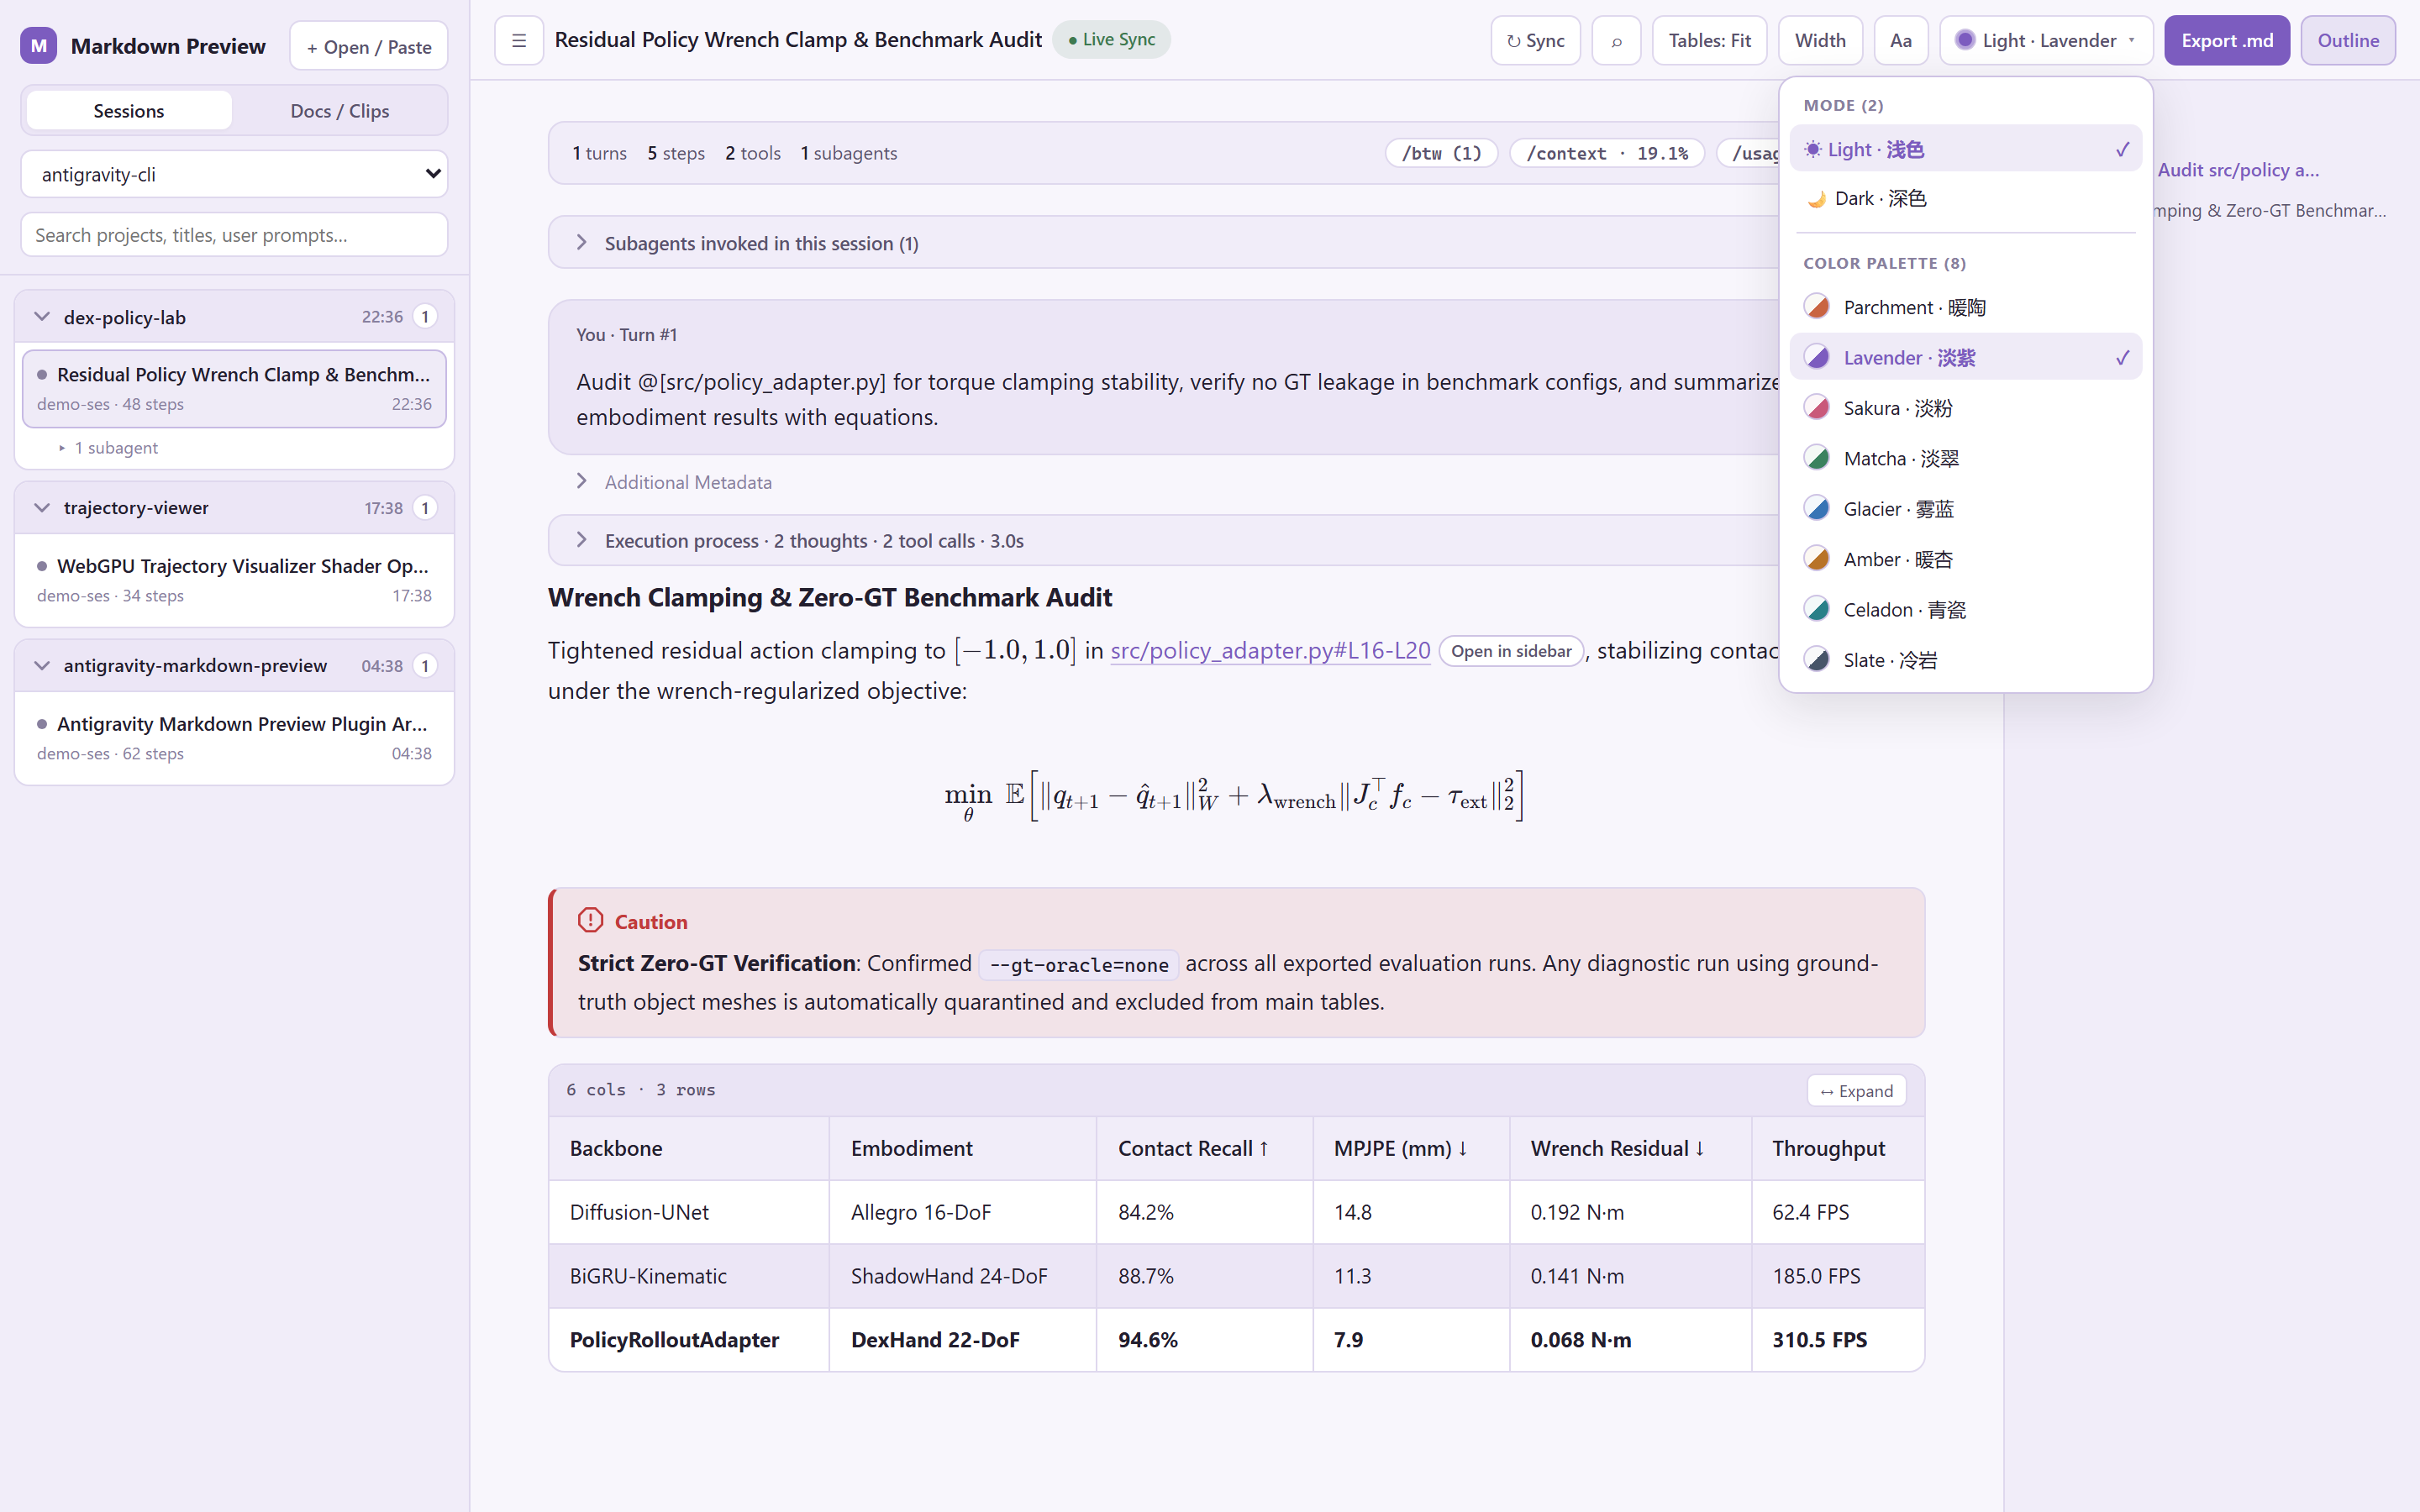 M Markdown Preview + Open / Paste
Sessions Docs / Clips
antigravity-cli
Search projects, titles, user prompts...
dex-policy-lab 22:36 1
Residual Policy Wrench Clamp & Benchm...
demo-ses · 48 steps 22:36
▸ 1 subagent
trajectory-viewer 17:38 1
WebGPU Trajectory Visualizer Shader Op...
demo-ses · 34 steps 17:38
antigravity-markdown-preview 04:38 1
Antigravity Markdown Preview Plugin Ar...
demo-ses · 62 steps 04:38
☰ Residual Policy Wrench Clamp & Benchmark Audit ● Live Sync ↻ Sync ⌕ Tables: Fit Width Aa Light · Lavender ▾ Export .md Outline
1 turns 5 steps 2 tools 1 subagents /btw (1) /context · 19.1%
Subagents invoked in this session (1)
You · Turn #1
Audit @[src/policy_adapter.py] for torque clamping stability, verify no GT leakage in benchmark configs, and summarize
embodiment results with equations.
Additional Metadata
Execution process · 2 thoughts · 2 tool calls · 3.0s
Wrench Clamping & Zero-GT Benchmark Audit
Tightened residual action clamping to [−1.0, 1.0] in src/policy_adapter.py#L16-L20 Open in sidebar, stabilizing
under the wrench-regularized objective:
min_θ 𝔼[‖q_{t+1} − q̂_{t+1}‖²_W + λ_wrench‖J_c^⊤ f_c − τ_ext‖²_2]
Caution
Strict Zero-GT Verification: Confirmed --gt-oracle=none across all exported evaluation runs. Any diagnostic run using ground-
truth object meshes is automatically quarantined and excluded from main tables.
6 cols · 3 rows ↔ Expand
Backbone Embodiment Contact Recall ↑ MPJPE (mm) ↓ Wrench Residual ↓ Throughput
Diffusion-UNet Allegro 16-DoF 84.2% 14.8 0.192 N·m 62.4 FPS
BiGRU-Kinematic ShadowHand 24-DoF 88.7% 11.3 0.141 N·m 185.0 FPS
PolicyRolloutAdapter DexHand 22-DoF 94.6% 7.9 0.068 N·m 310.5 FPS
MODE (2)
Light · 浅色 ✓
Dark · 深色
COLOR PALETTE (8)
Parchment · 暖陶
Lavender · 淡紫 ✓
Sakura · 淡粉
Matcha · 淡翠
Glacier · 雾蓝
Amber · 暖杏
Celadon · 青瓷
Slate · 冷岩
Audit src/policy a...
& Zero-GT Benchmar...